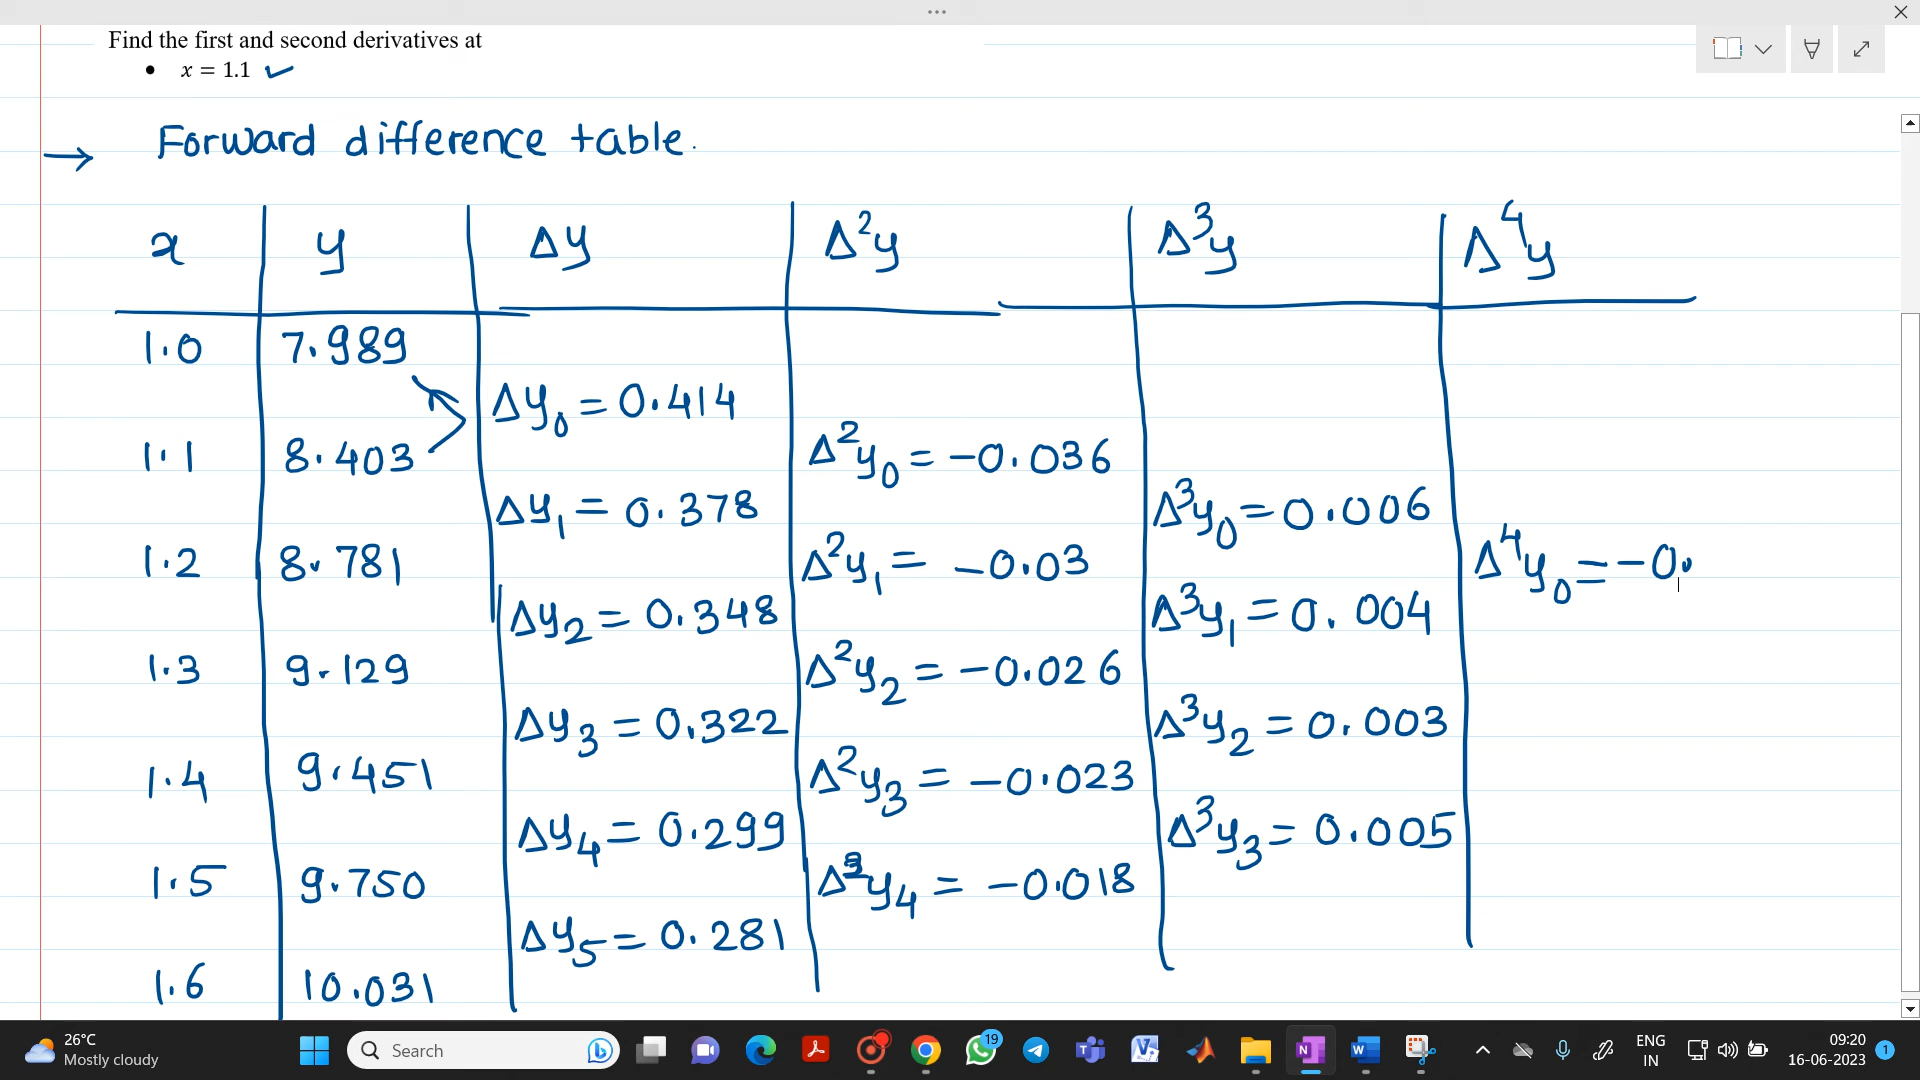 Find the first and second derivatives at
• x = 1.1 ✓
→ Forward difference table.
x y Δy Δ²y Δ³y Δ⁴y
1.0 7.989
Δy₀ = 0.414
1.1 8.403 Δ²y₀ = -0.036
Δy₁ = 0.378 Δ³y₀ = 0.006
1.2 8.781 Δ²y₁ = -0.03 Δ⁴y₀ = -0.
Δy₂ = 0.348 Δ³y₁ = 0.004
1.3 9.129 Δ²y₂ = -0.026
Δy₃ = 0.322 Δ³y₂ = 0.003
1.4 9.451 Δ²y₃ = -0.023
Δy₄ = 0.299 Δ³y₃ = 0.005
1.5 9.750 Δ²y₄ = -0.018
Δy₅ = 0.281
1.6 10.031
26°C
Mostly cloudy
Search
19
ENG
IN
09:20
16-06-2023
1